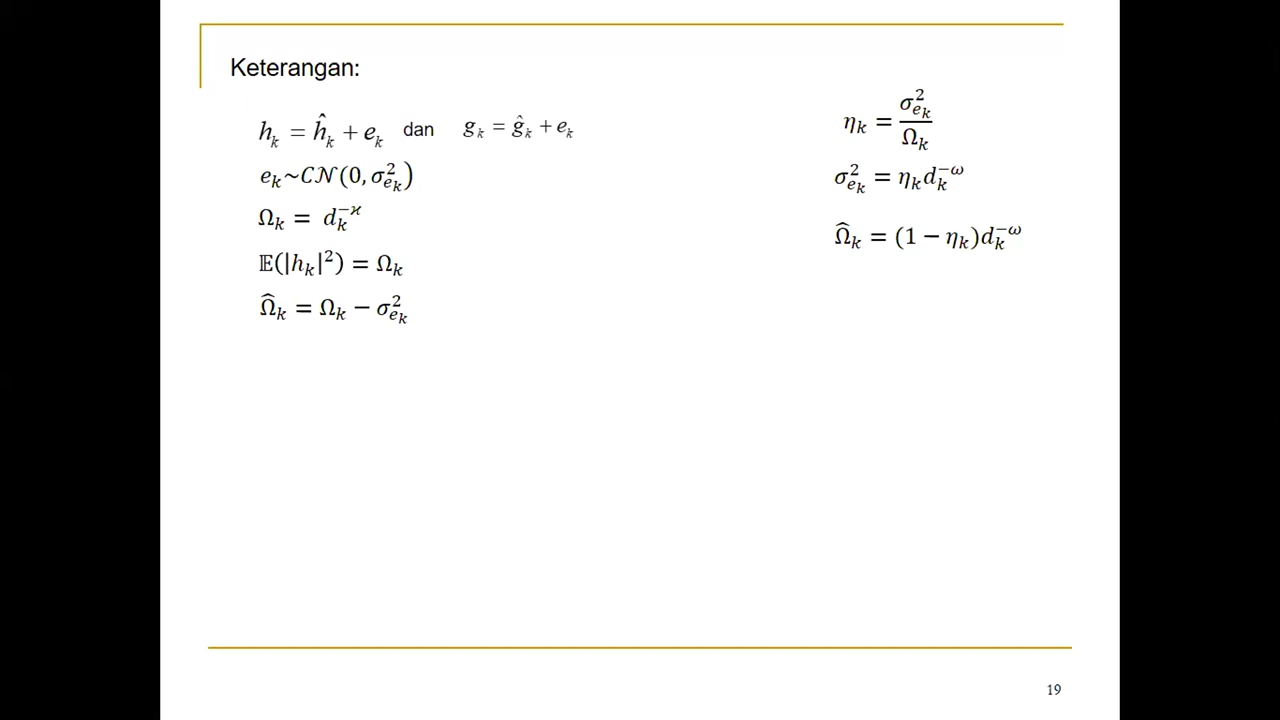 Keterangan:
h_k = ĥ_k + e_k dan g_k = ĝ_k + e_k
e_k~𝒞𝒩(0, σ²_{e_k})
Ω_k = d_k^{−ϰ}
𝔼(|h_k|²) = Ω_k
Ω̂_k = Ω_k − σ²_{e_k}
η_k = σ²_{e_k} / Ω_k
σ²_{e_k} = η_k d_k^{−ω}
Ω̂_k = (1 − η_k)d_k^{−ω}
19